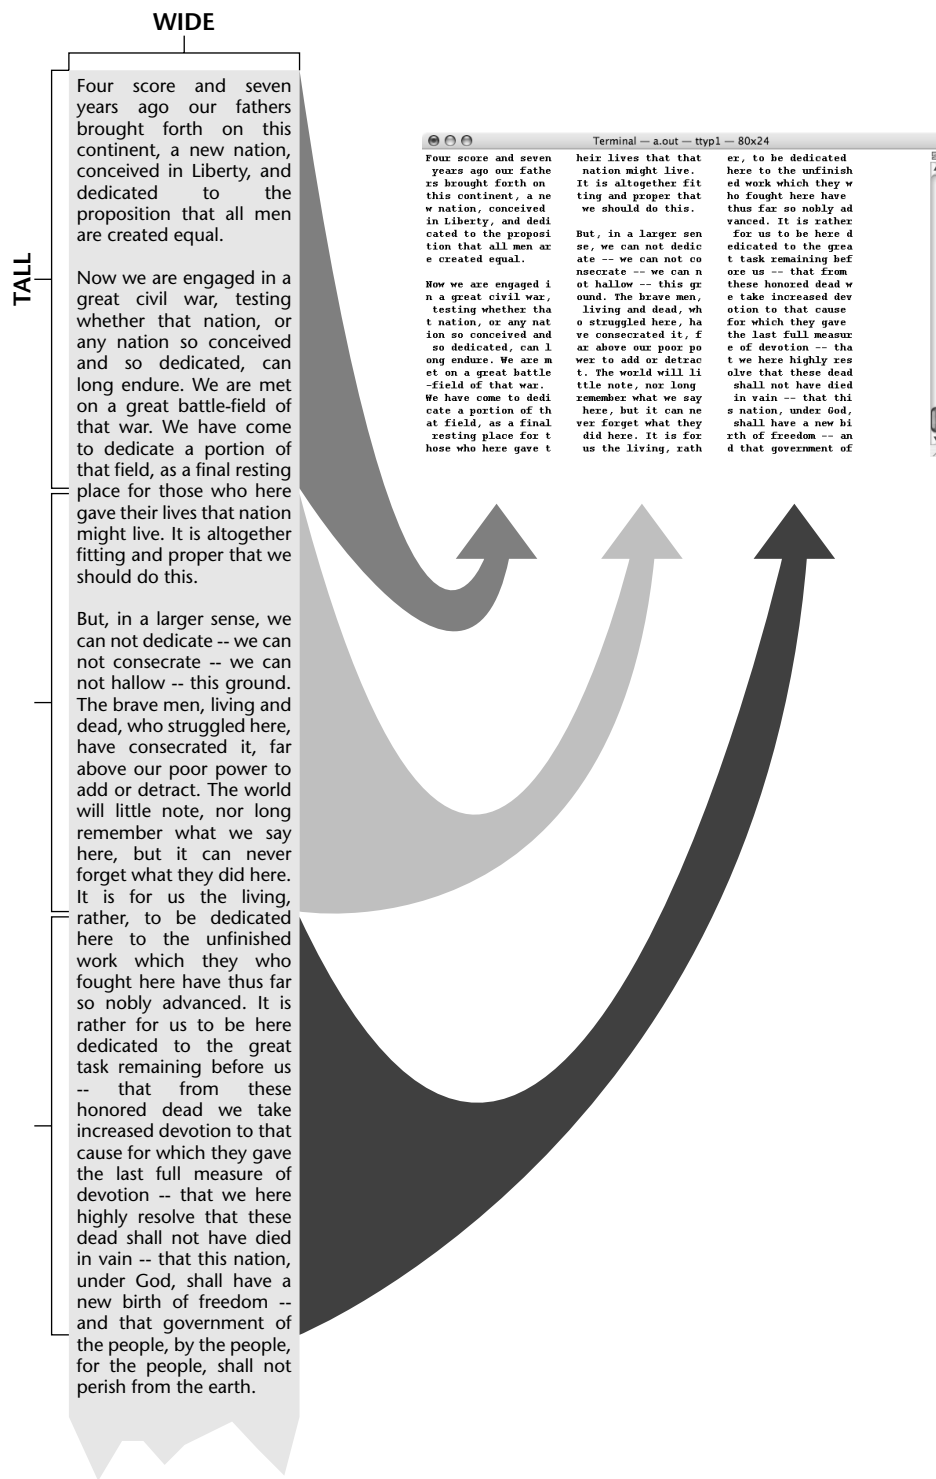 WIDE
TALL
Four score and seven
years ago our fathers
brought forth on this
continent, a new nation,
conceived in Liberty, and
dedicated to the
proposition that all men
are created equal.
Now we are engaged in a
great civil war, testing
whether that nation, or
any nation so conceived
and so dedicated, can
long endure. We are met
on a great battle-field of
that war. We have come
to dedicate a portion of
that field, as a final resting
place for those who here
gave their lives that nation
might live. It is altogether
fitting and proper that we
should do this.
But, in a larger sense, we
can not dedicate -- we can
not consecrate -- we can
not hallow -- this ground.
The brave men, living and
dead, who struggled here,
have consecrated it, far
above our poor power to
add or detract. The world
will little note, nor long
remember what we say
here, but it can never
forget what they did here.
It is for us the living,
rather, to be dedicated
here to the unfinished
work which they who
fought here have thus far
so nobly advanced. It is
rather for us to be here
dedicated to the great
task remaining before us
-- that from these
honored dead we take
increased devotion to that
cause for which they gave
the last full measure of
devotion -- that we here
highly resolve that these
dead shall not have died
in vain -- that this nation,
under God, shall have a
new birth of freedom --
and that government of
the people, by the people,
for the people, shall not
perish from the earth.
Terminal — a.out — ttyp1 — 80x24
Four score and seven
years ago our fathe
rs brought forth on
this continent, a ne
w nation, conceived
in Liberty, and dedi
cated to the proposi
tion that all men ar
e created equal.
Now we are engaged i
n a great civil war,
testing whether tha
t nation, or any nat
ion so conceived and
so dedicated, can l
ong endure. We are m
et on a great battle
-field of that war.
We have come to dedi
cate a portion of th
at field, as a final
resting place for t
hose who here gave t
heir lives that that
nation might live.
It is altogether fit
ting and proper that
we should do this.
But, in a larger sen
se, we can not dedic
ate -- we can not co
nsecrate -- we can n
ot hallow -- this gr
ound. The brave men,
living and dead, wh
o struggled here, ha
ve consecrated it, f
ar above our poor po
wer to add or detrac
t. The world will li
ttle note, nor long
remember what we say
here, but it can ne
ver forget what they
did here. It is for
us the living, rath
er, to be dedicated
here to the unfinish
ed work which they w
ho fought here have
thus far so nobly ad
vanced. It is rather
for us to be here d
edicated to the grea
t task remaining bef
ore us -- that from
these honored dead w
e take increased dev
otion to that cause
for which they gave
the last full measur
e of devotion -- tha
t we here highly res
olve that these dead
shall not have died
in vain -- that thi
s nation, under God,
shall have a new bi
rth of freedom -- an
d that government of